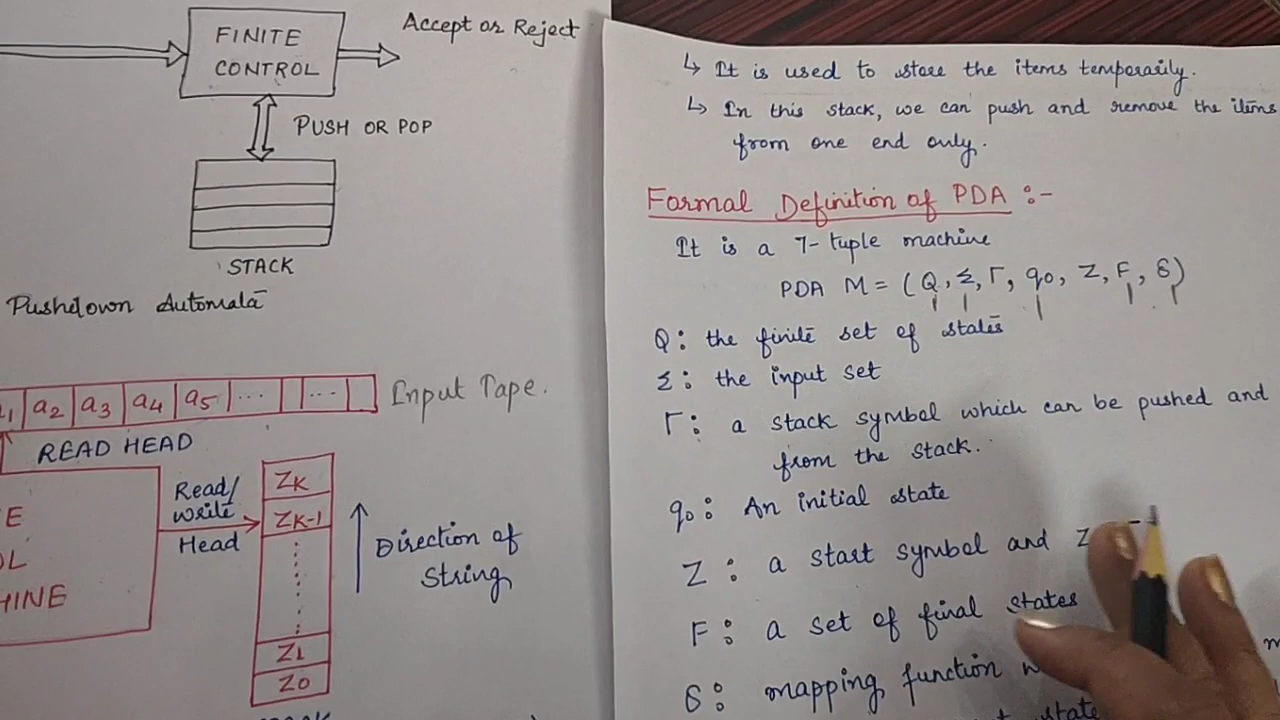 FINITE
CONTROL
Accept or Reject
PUSH OR POP
STACK
Pushdown Automata
a2 a3 a4 a5 ... ...
Input Tape.
READ HEAD
Read/
Write
Head
ZK
ZK-1
Z1
Z0
Direction of
String
HINE
↳ It is used to store the items temporarily.
↳ In this stack, we can push and remove the items
from one end only.
Formal Definition of PDA :-
It is a 7-tuple machine
PDA M = (Q, Σ, Γ, q0, Z, F, δ)
Q: the finite set of states
Σ: the input set
Γ: a stack symbol which can be pushed and
from the stack.
q0: An initial state
Z: a start symbol and Z
F: a set of final states
δ: mapping function
state